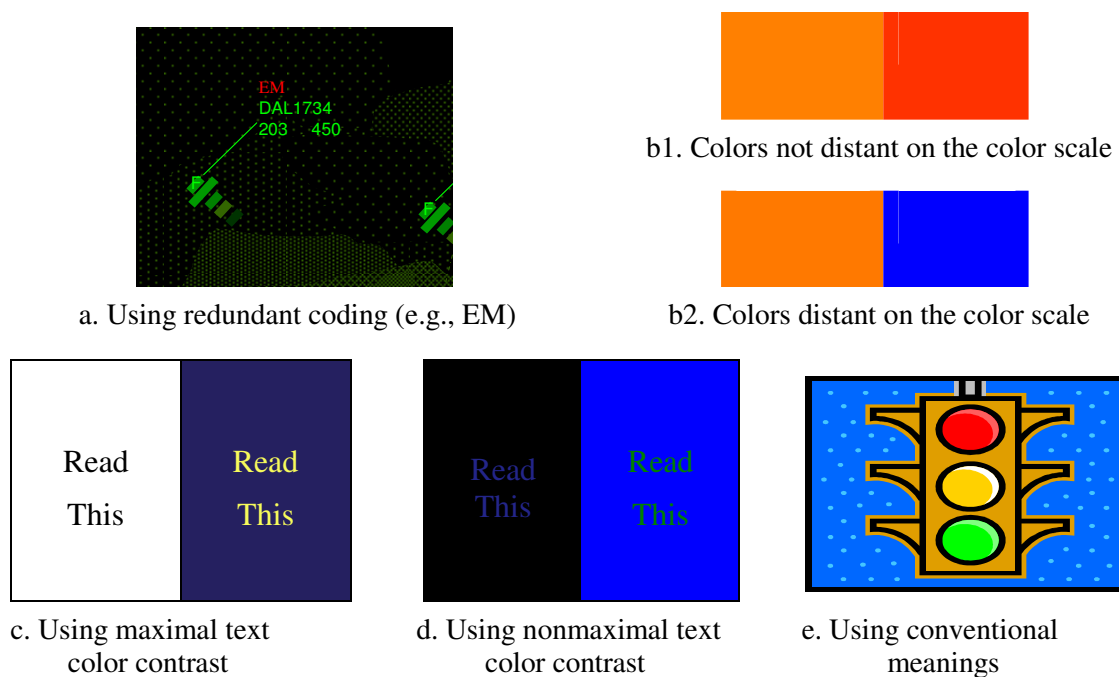 EM
DAL1734
203 450
F
F
a. Using redundant coding (e.g., EM)
b1. Colors not distant on the color scale
b2. Colors distant on the color scale
Read
This
Read
This
c. Using maximal text
color contrast
Read
This
Read
This
d. Using nonmaximal text
color contrast
e. Using conventional
meanings